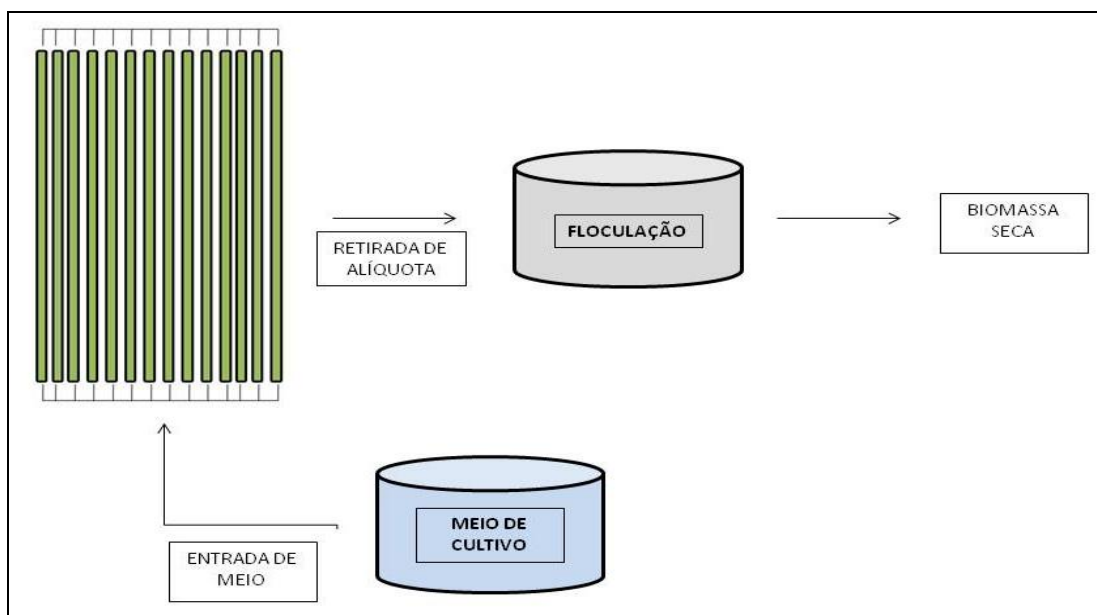 RETIRADA DE
ALÍQUOTA
FLOCULAÇÃO
BIOMASSA
SECA
MEIO DE
CULTIVO
ENTRADA DE
MEIO